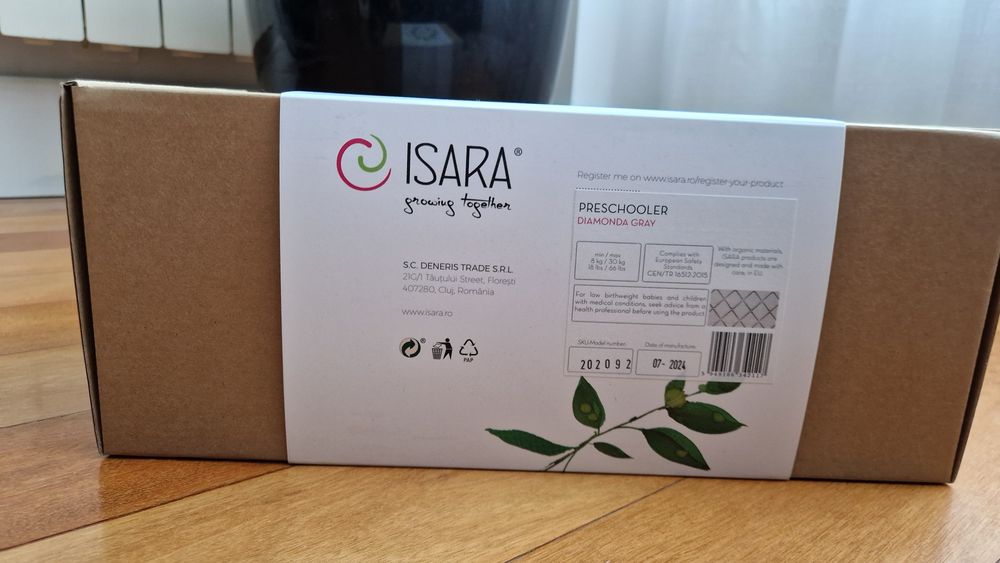 ISARA®
growing together
S.C. DENERIS TRADE S.R.L.
21G/1 Tăuțului Street, Florești
407280, Cluj, România
www.isara.ro
PAP
Register me on www.isara.ro/register-your-product
PRESCHOOLER
DIAMONDA GRAY
min / max
8 kg / 30 kg
18 lbs / 66 lbs
Complies with
European Safety
Standards
CEN/TR 16512:2015
With organic materials,
ISARA products are
designed and made with
care, in EU.
For low birthweight babies and children
with medical conditions, seek advice from a
health professional before using the product
SKU/Model number:
202092
Date of manufacture:
07- 2024